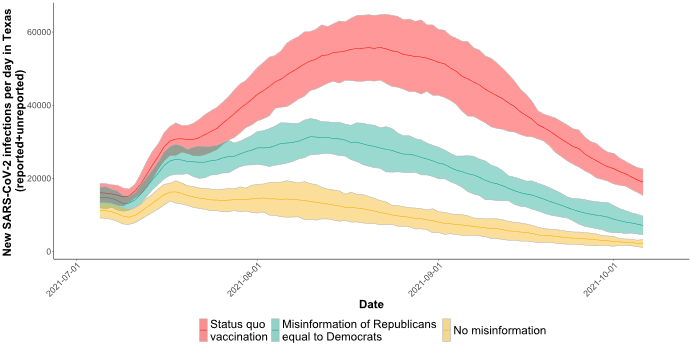 New SARS-CoV-2 infections per day in Texas
(reported+unreported)
60000
40000
20000
0
2021-07-01
2021-08-01
2021-09-01
2021-10-01
Date
Status quo
vaccination
Misinformation of Republicans
equal to Democrats
No misinformation